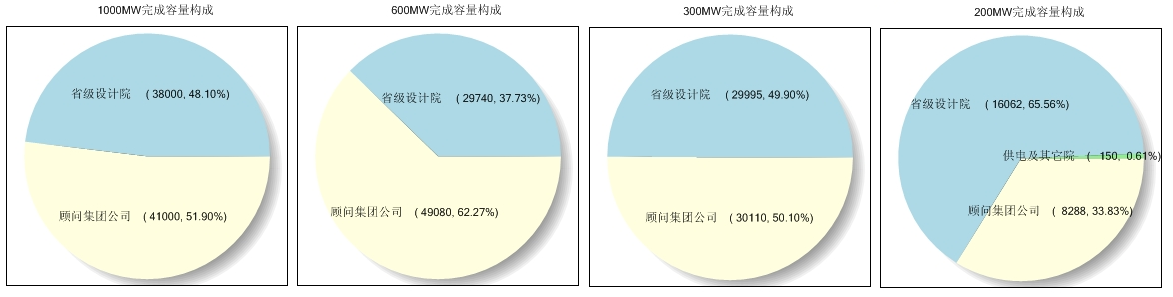 1000MW完成容量构成
省级设计院 ( 38000, 48.10%)
顾问集团公司 ( 41000, 51.90%)
600MW完成容量构成
省级设计院 ( 29740, 37.73%)
顾问集团公司 ( 49080, 62.27%)
300MW完成容量构成
省级设计院 ( 29995, 49.90%)
顾问集团公司 ( 30110, 50.10%)
200MW完成容量构成
省级设计院 ( 16062, 65.56%)
供电及其它院 ( 150, 0.61%)
顾问集团公司 ( 8288, 33.83%)